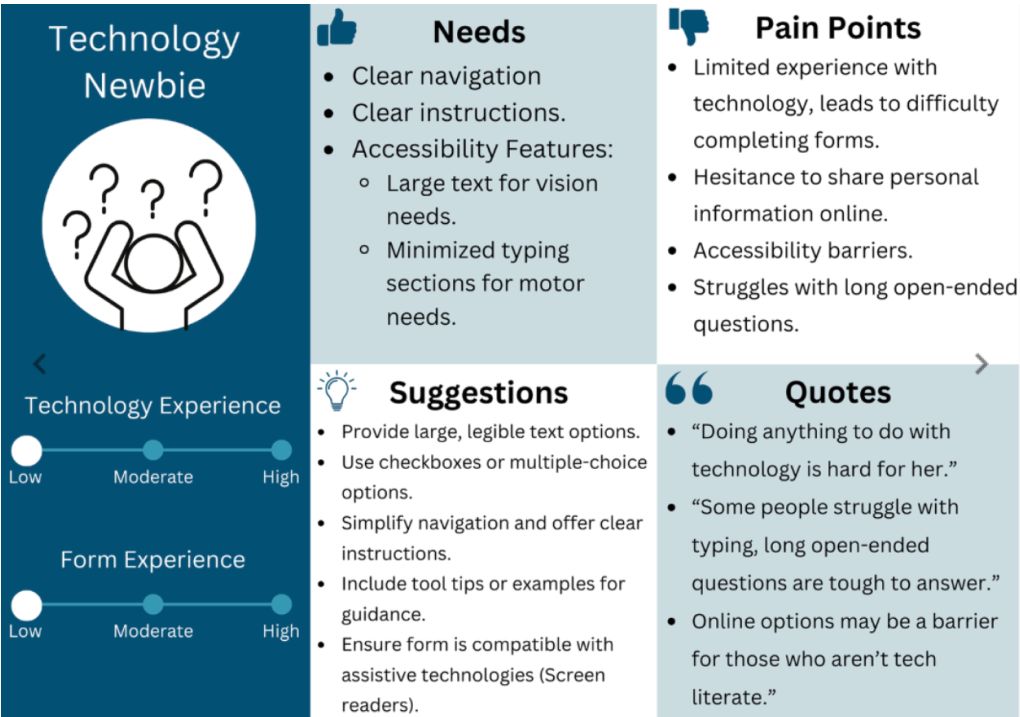 Technology
Newbie
? ? ? ?
Technology Experience
Low Moderate High
Form Experience
Low Moderate High
Needs
• Clear navigation
• Clear instructions.
• Accessibility Features:
◦ Large text for vision
needs.
◦ Minimized typing
sections for motor
needs.
Pain Points
• Limited experience with
technology, leads to difficulty
completing forms.
• Hesitance to share personal
information online.
• Accessibility barriers.
• Struggles with long open-ended
questions.
Suggestions
• Provide large, legible text options.
• Use checkboxes or multiple-choice
options.
• Simplify navigation and offer clear
instructions.
• Include tool tips or examples for
guidance.
• Ensure form is compatible with
assistive technologies (Screen
readers).
Quotes
• “Doing anything to do with
technology is hard for her.”
• “Some people struggle with
typing, long open-ended
questions are tough to answer.”
• Online options may be a barrier
for those who aren’t tech
literate.”